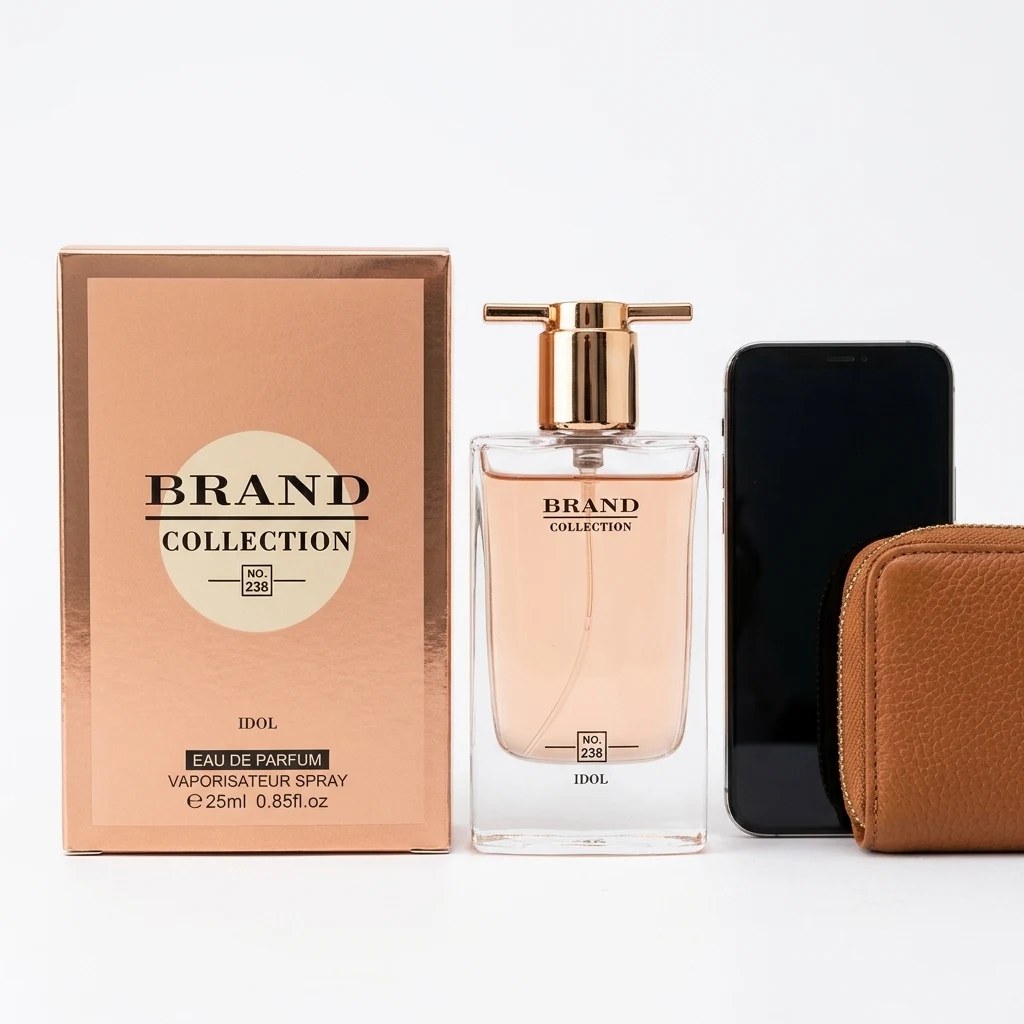 BRAND
COLLECTION
NO.
238
IDOL
EAU DE PARFUM
VAPORISATEUR SPRAY
℮25ml 0.85fl.oz
BRAND
COLLECTION
NO.
238
IDOL